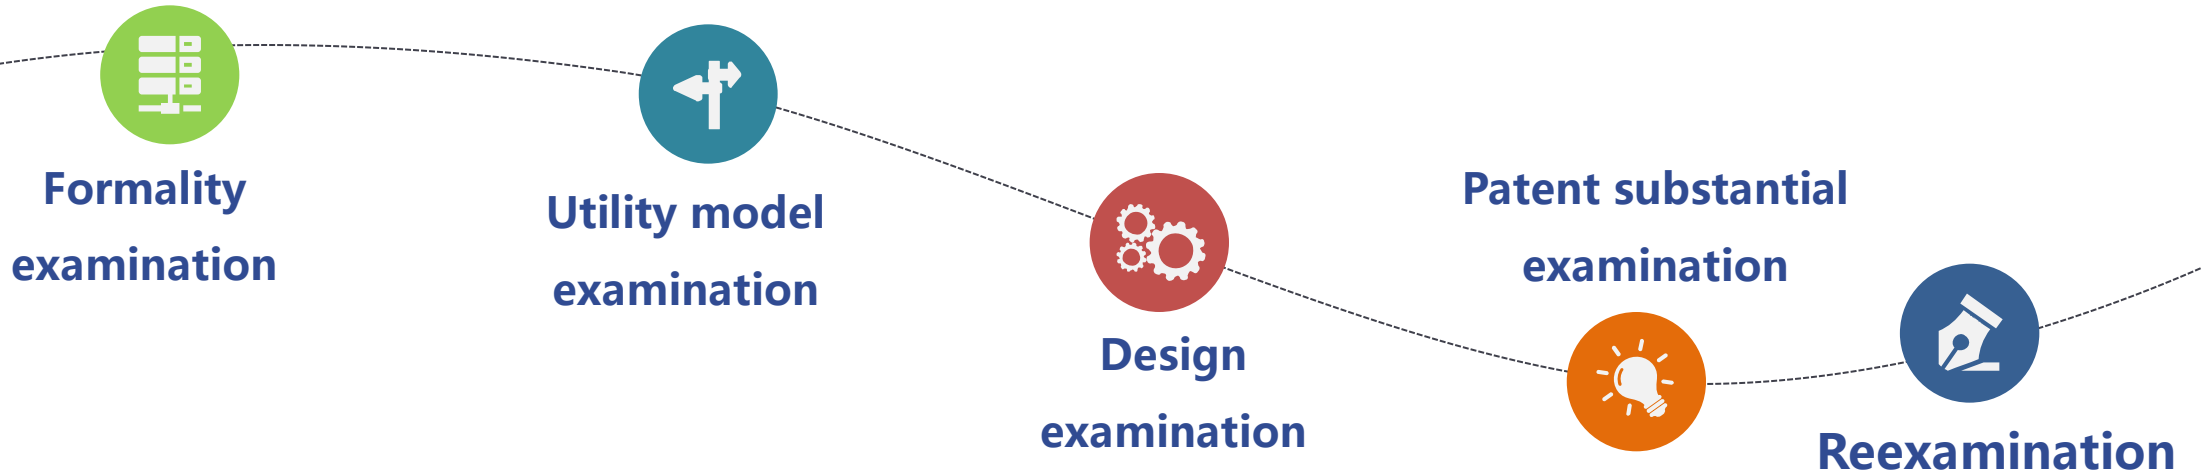 Formality
examination
Utility model
examination
Design
examination
Patent substantial
examination
Reexamination